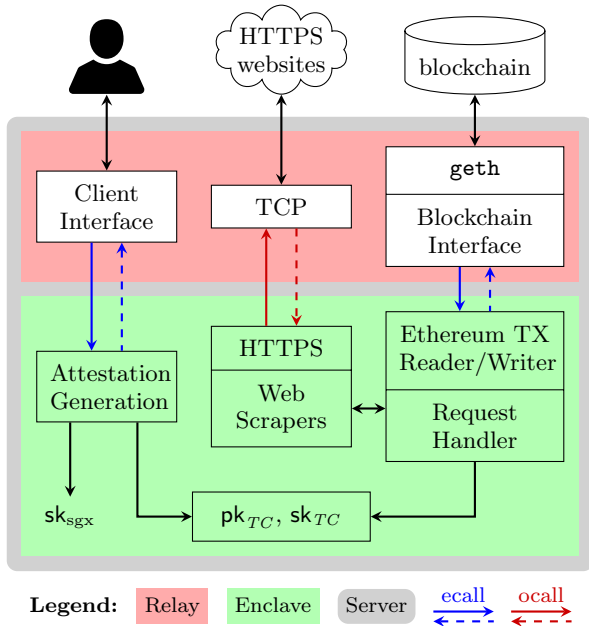 HTTPS
websites
blockchain
Client
Interface
TCP
geth
Blockchain
Interface
HTTPS
Web
Scrapers
Ethereum TX
Reader/Writer
Request
Handler
Attestation
Generation
sk_sgx
pk_TC, sk_TC
Legend: Relay Enclave Server ecall ocall